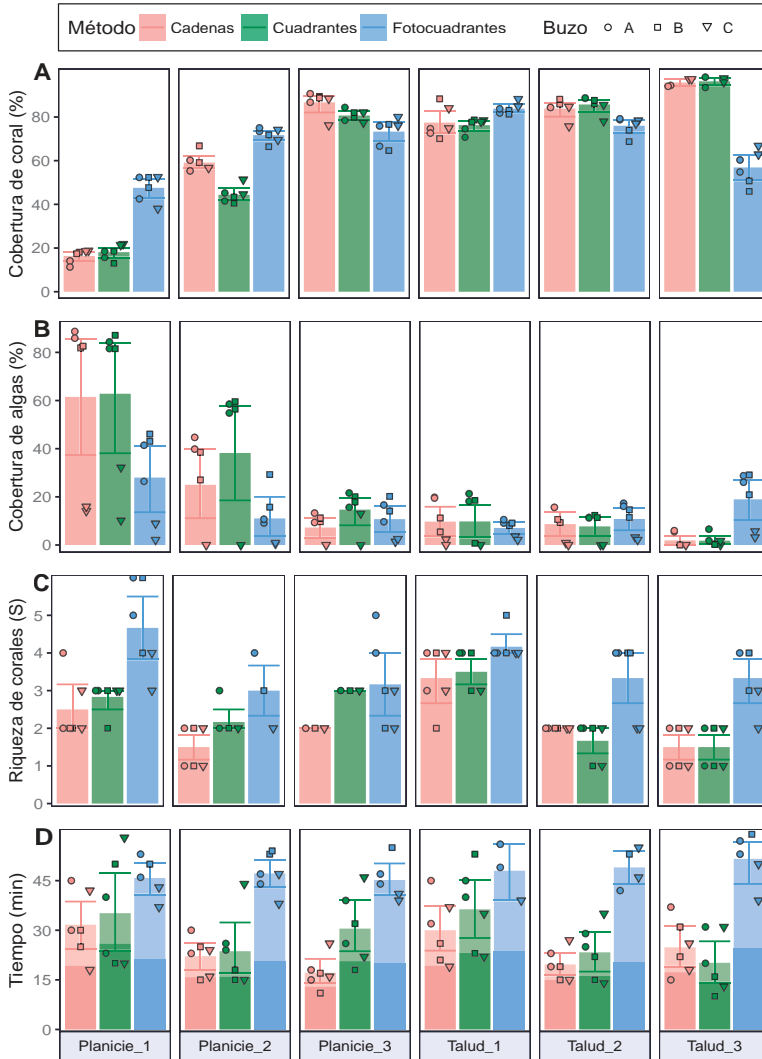 Método Cadenas Cuadrantes Fotocuadrantes Buzo A B C
A
Cobertura de coral (%)
80
60
40
20
0
B
Cobertura de algas (%)
80
60
40
20
0
C
Riqueza de corales (S)
5
4
3
2
1
0
D
Tiempo (min)
45
30
15
0
Planicie_1 Planicie_2 Planicie_3 Talud_1 Talud_2 Talud_3